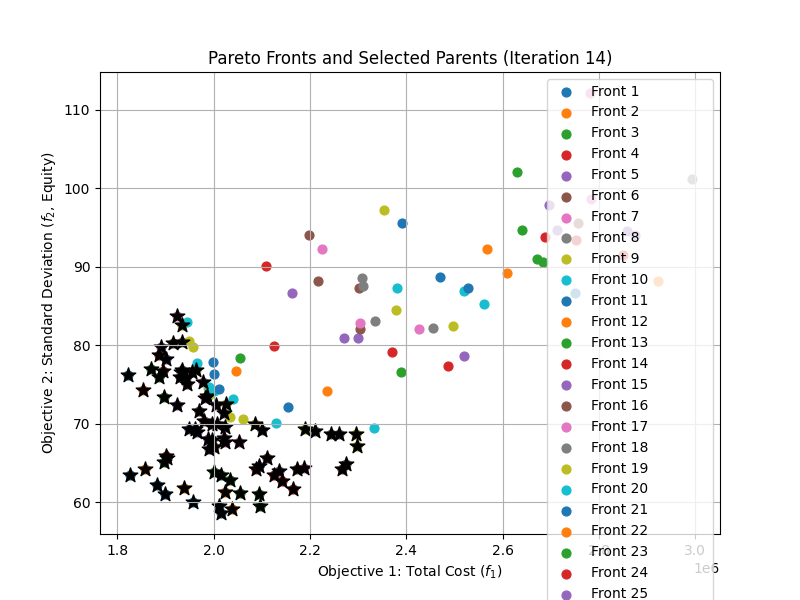 Pareto Fronts and Selected Parents (Iteration 14)
Objective 2: Standard Deviation (f₂, Equity)
110
100
90
80
70
60
1.8
2.0
2.2
2.4
2.6
3.0
1e6
Objective 1: Total Cost (f₁)
Front 1
Front 2
Front 3
Front 4
Front 5
Front 6
Front 7
Front 8
Front 9
Front 10
Front 11
Front 12
Front 13
Front 14
Front 15
Front 16
Front 17
Front 18
Front 19
Front 20
Front 21
Front 22
Front 23
Front 24
Front 25